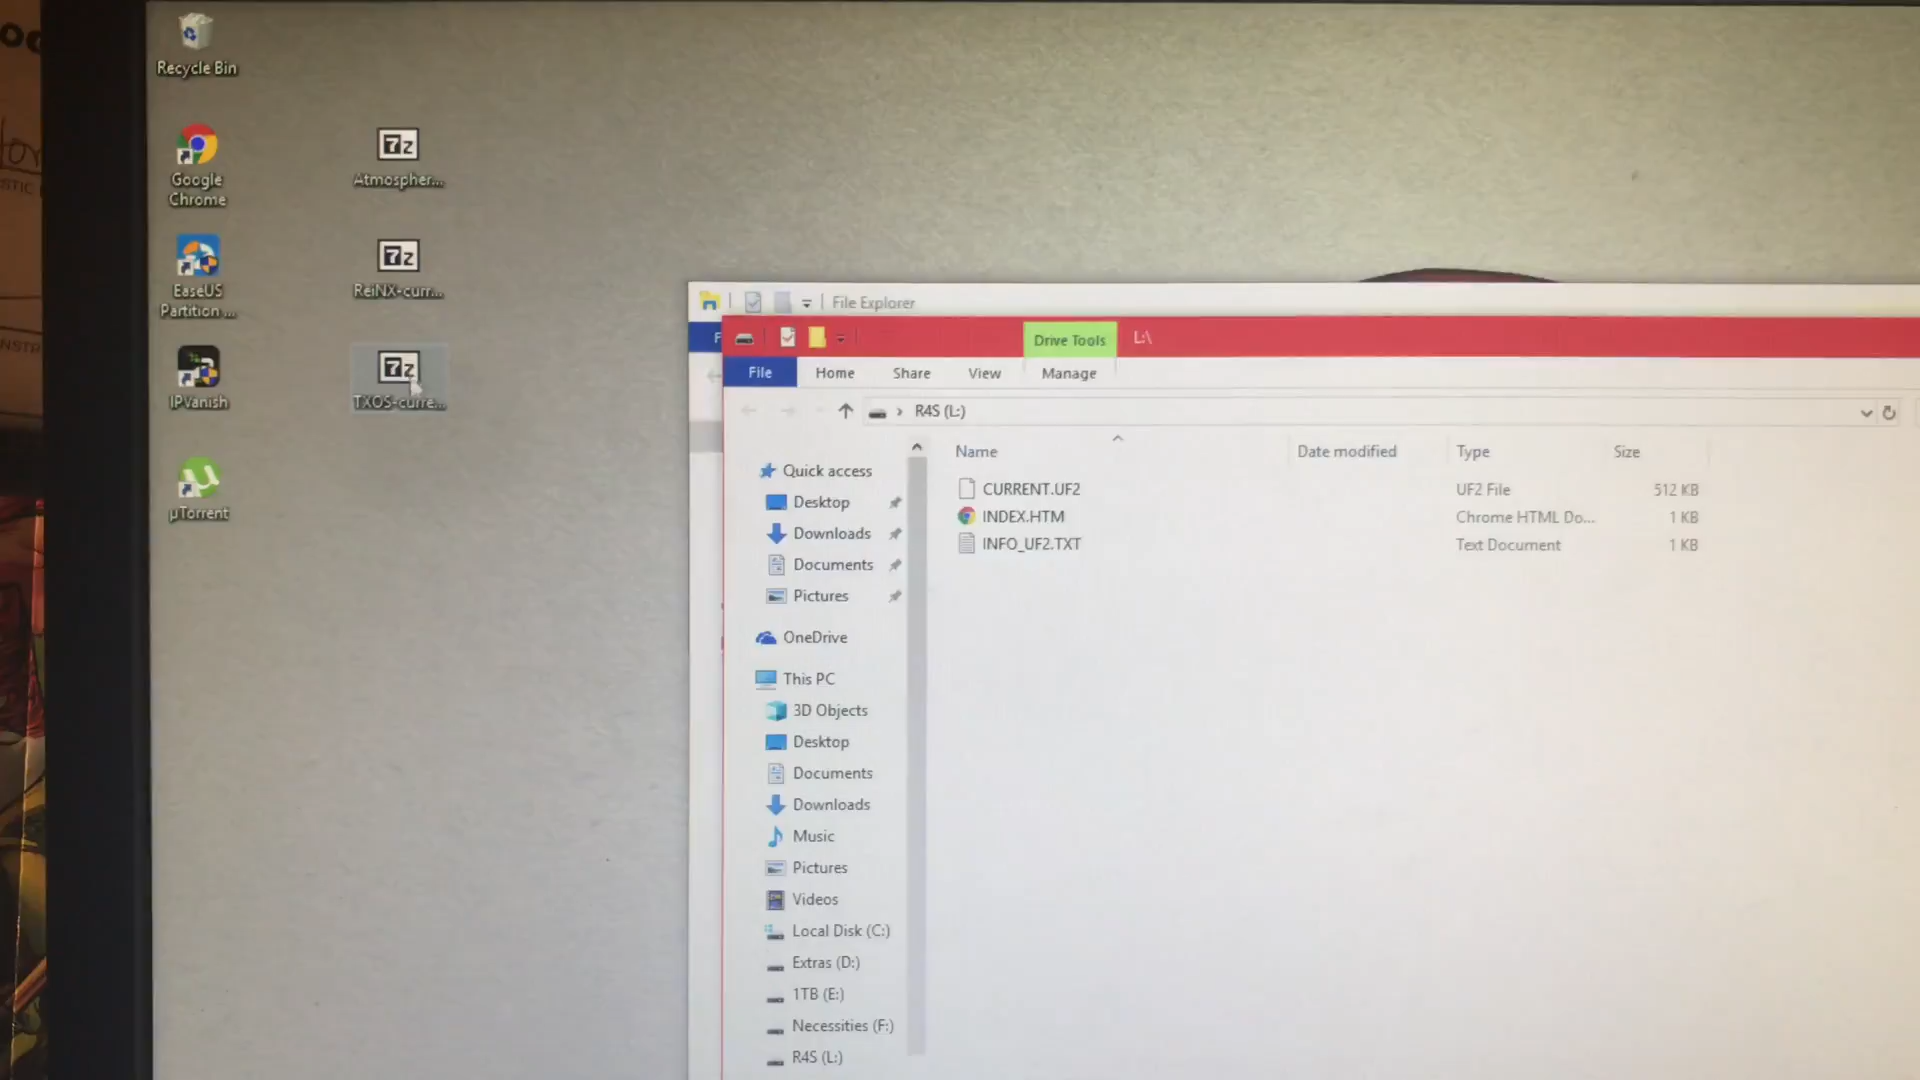 Recycle Bin
Google
Chrome
EaseUS
Partition ...
IPVanish
µTorrent
7z
Atmospher...
7z
ReiNX-curr...
7z
TXOS-curre...
File Explorer
Drive Tools
L:\
File
Home
Share
View
Manage
R4S (L:)
Name
Date modified
Type
Size
CURRENT.UF2
UF2 File
512 KB
INDEX.HTM
Chrome HTML Do...
1 KB
INFO_UF2.TXT
Text Document
1 KB
Quick access
Desktop
Downloads
Documents
Pictures
OneDrive
This PC
3D Objects
Desktop
Documents
Downloads
Music
Pictures
Videos
Local Disk (C:)
Extras (D:)
1TB (E:)
Necessities (F:)
R4S (L:)